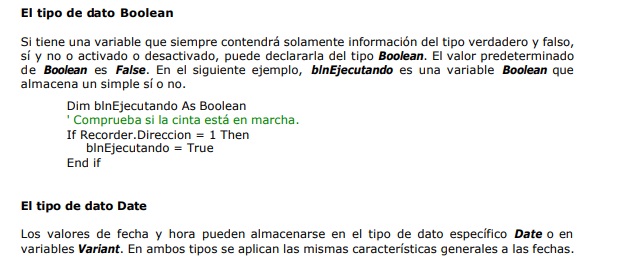 El tipo de dato Boolean
Si tiene una variable que siempre contendrá solamente información del tipo verdadero y falso,
sí y no o activado o desactivado, puede declararla del tipo Boolean. El valor predeterminado
de Boolean es False. En el siguiente ejemplo, blnEjecutando es una variable Boolean que
almacena un simple sí o no.
Dim blnEjecutando As Boolean
' Comprueba si la cinta está en marcha.
If Recorder.Direccion = 1 Then
blnEjecutando = True
End if
El tipo de dato Date
Los valores de fecha y hora pueden almacenarse en el tipo de dato específico Date o en
variables Variant. En ambos tipos se aplican las mismas características generales a las fechas.